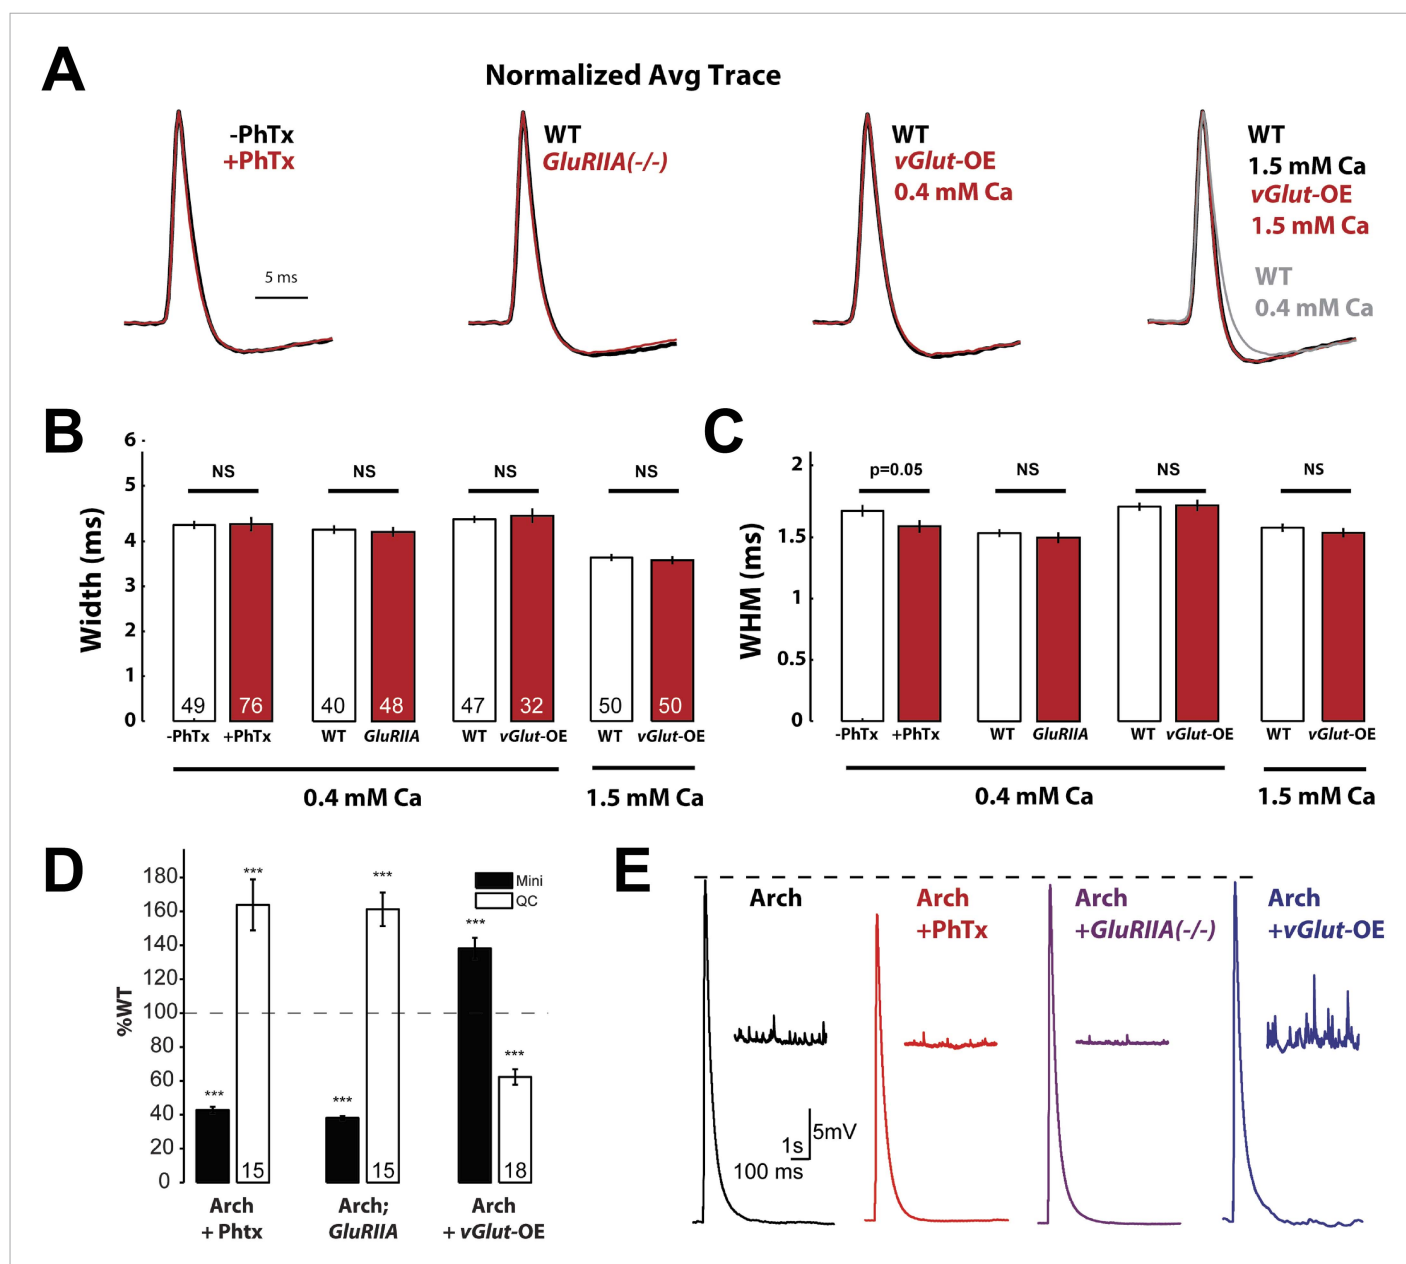 A
Normalized Avg Trace
-PhTx
+PhTx
5 ms
WT
GluRIIA(-/-)
WT
vGlut-OE
0.4 mM Ca
WT
1.5 mM Ca
vGlut-OE
1.5 mM Ca
WT
0.4 mM Ca
B
Width (ms)
6
5
4
3
2
1
0
NS
NS
NS
NS
49
76
40
48
47
32
50
50
-PhTx
+PhTx
WT
GluRIIA
WT
vGlut-OE
WT
vGlut-OE
0.4 mM Ca
1.5 mM Ca
C
WHM (ms)
2
1.5
1
0.5
0
p=0.05
NS
NS
NS
-PhTx
+PhTx
WT
GluRIIA
WT
vGlut-OE
WT
vGlut-OE
0.4 mM Ca
1.5 mM Ca
D
%WT
180
160
140
120
100
80
60
40
20
0
Mini
QC
***
***
***
***
***
***
15
15
18
Arch
+ Phtx
Arch;
GluRIIA
Arch
+ vGlut-OE
E
Arch
Arch
+PhTx
Arch
+GluRIIA(-/-)
Arch
+vGlut-OE
5mV
1s
100 ms